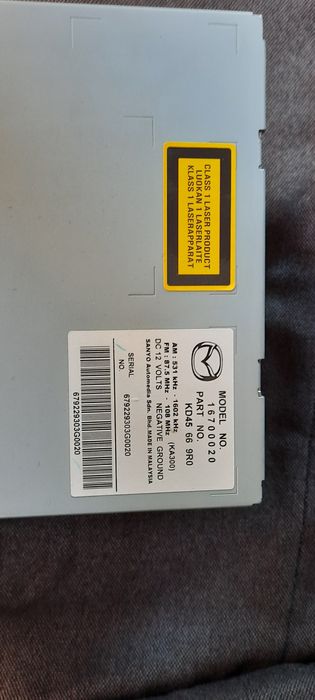 CLASS 1 LASER PRODUCT
LUOKAN 1 LASERLAITE
KLASS 1 LASERAPPARAT
MODEL NO.
16700020
PART NO.
KD45 66 9R0
AM : 531 kHz - 1602 kHz
FM : 87.5 MHz - 108 MHz (KA300)
DC 12 VOLTS NEGATIVE GROUND
SANYO Automedia Sdn. Bhd. MADE IN MALAYSIA
SERIAL
NO.
679229303G0020
679229303G0020